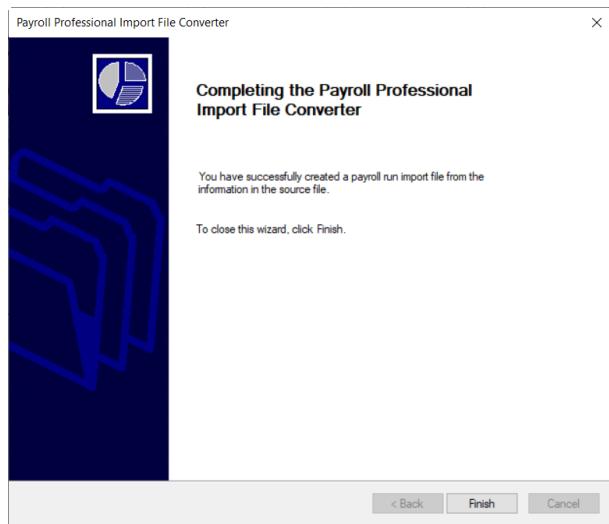 Payroll Professional Import File Converter
Completing the Payroll Professional
Import File Converter
You have successfully created a payroll run import file from the
information in the source file.
To close this wizard, click Finish.
< Back
Finish
Cancel